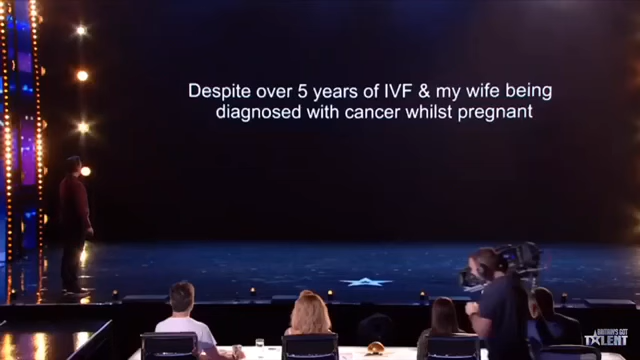 Despite over 5 years of IVF & my wife being
diagnosed with cancer whilst pregnant
BRITAIN'S GOT
TALENT